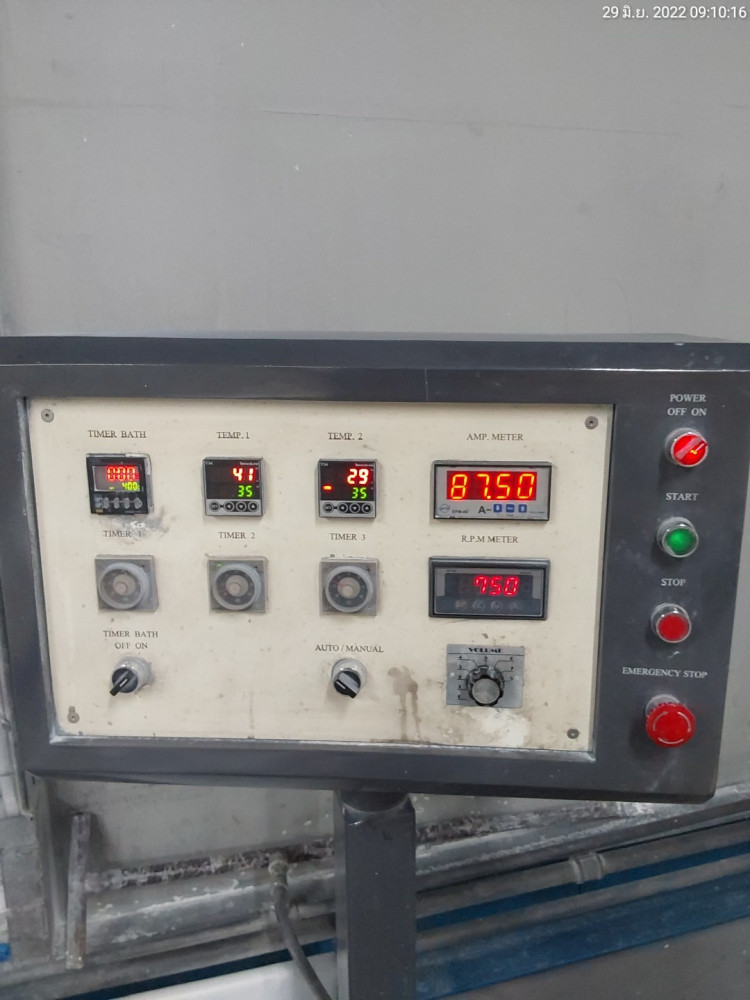 29 มิ.ย. 2022 09:10:16
POWER
OFF ON
TIMER BATH
TEMP. 1
TEMP. 2
AMP. METER
41
35
29
35
87.50
A
START
TIMER 1
TIMER 2
TIMER 3
R.P.M METER
950
STOP
TIMER BATH
OFF ON
AUTO / MANUAL
VOLUME
EMERGENCY STOP